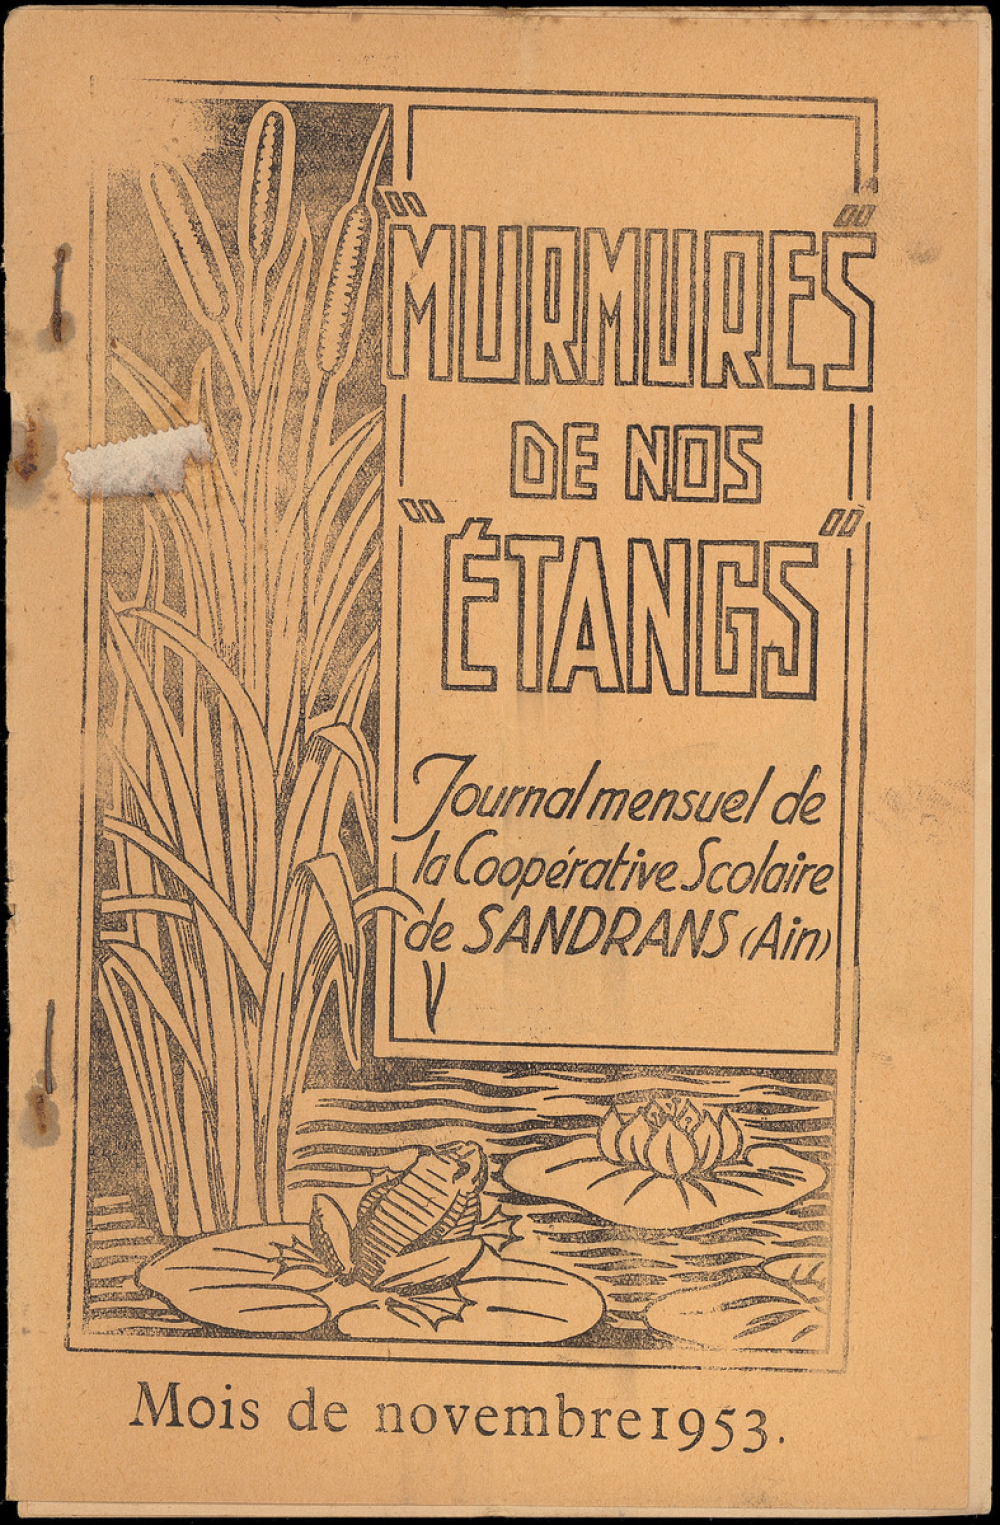 "MURMURES"
DE NOS
"ÉTANGS"
Journal mensuel de
la Coopérative Scolaire
de SANDRANS (Ain)
Mois de novembre 1953.